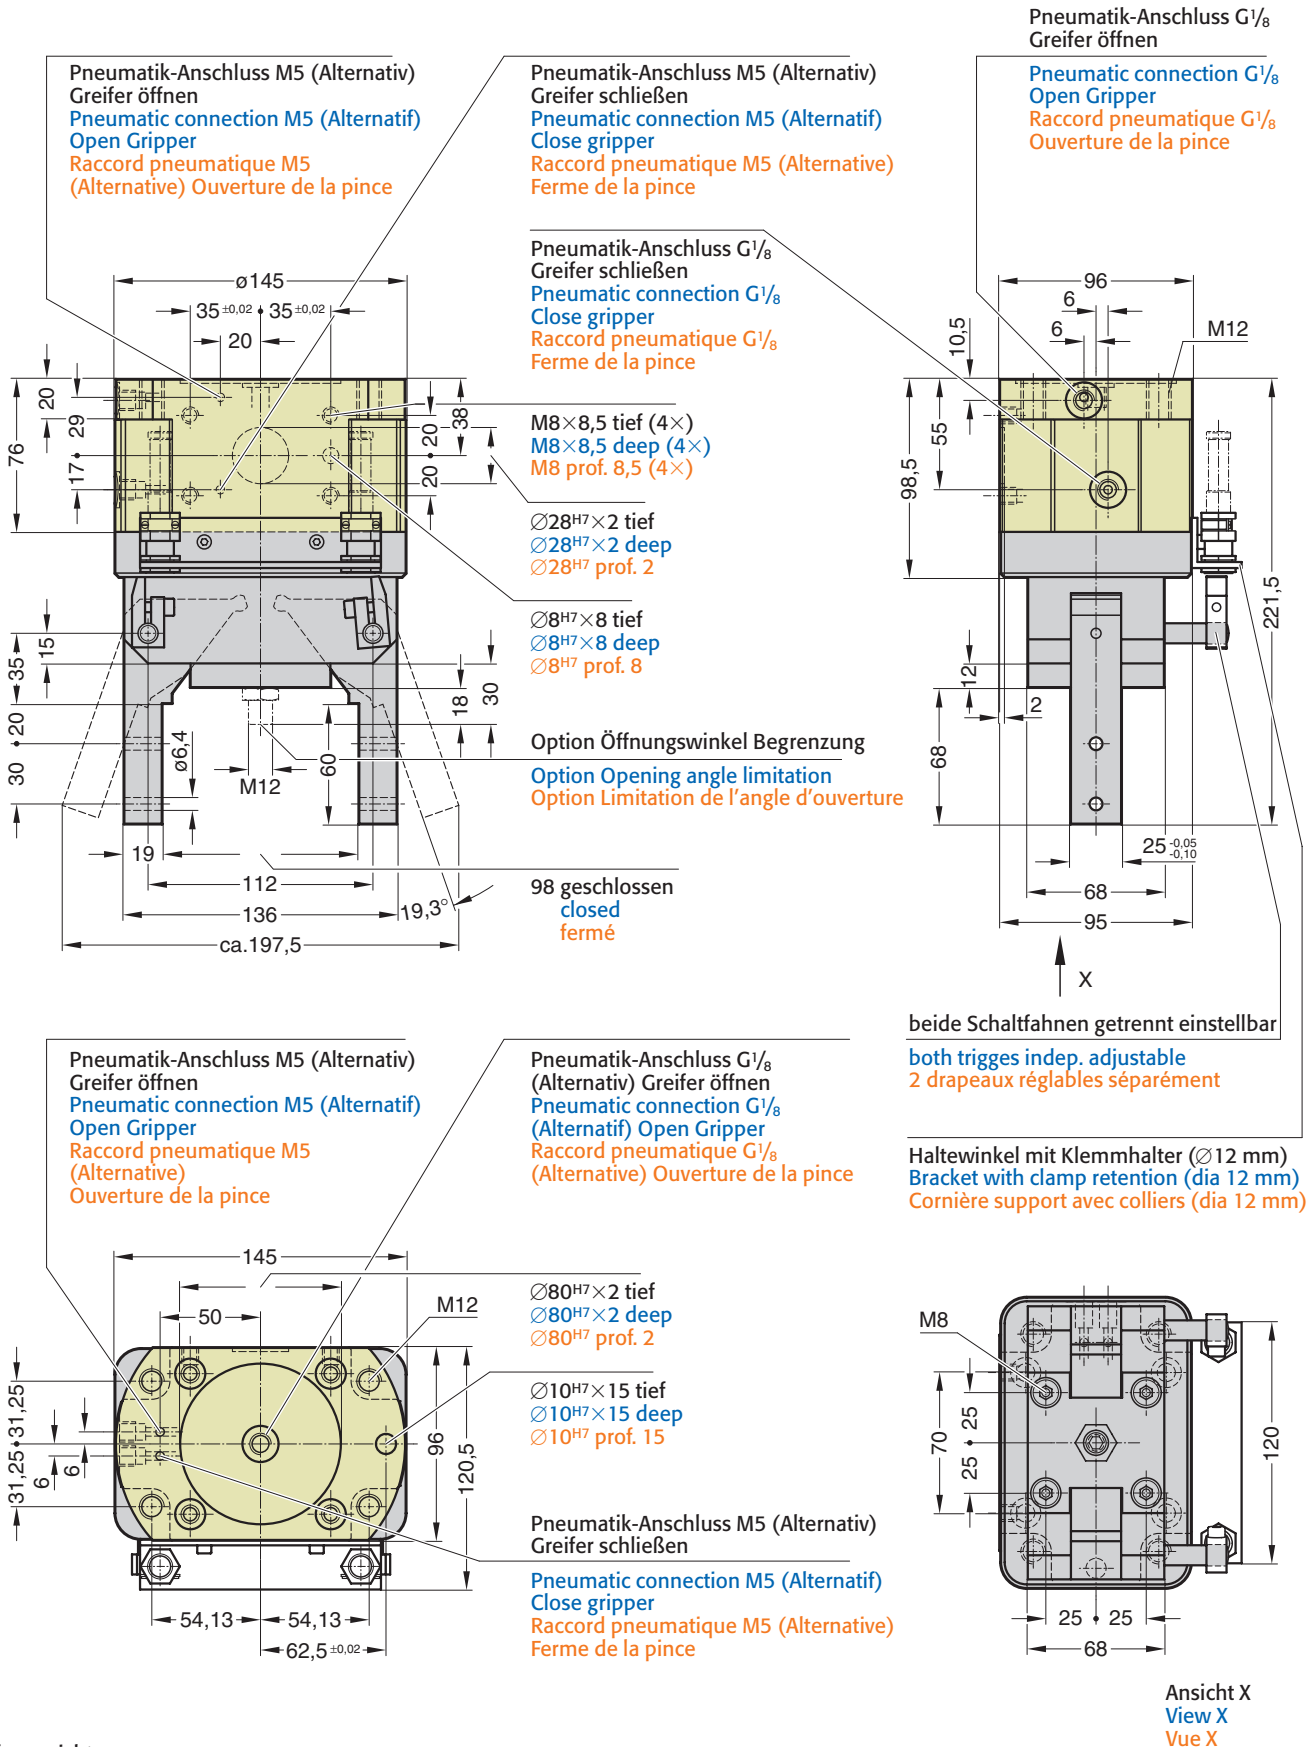 Pneumatik-Anschluss G1/8
Greifer öffnen
Pneumatic connection G1/8
Open Gripper
Raccord pneumatique G1/8
Ouverture de la pince
Pneumatik-Anschluss M5 (Alternativ)
Greifer öffnen
Pneumatic connection M5 (Alternatif)
Open Gripper
Raccord pneumatique M5
(Alternative) Ouverture de la pince
Pneumatik-Anschluss M5 (Alternativ)
Greifer schließen
Pneumatic connection M5 (Alternatif)
Close gripper
Raccord pneumatique M5 (Alternative)
Ferme de la pince
Pneumatik-Anschluss G1/8
Greifer schließen
Pneumatic connection G1/8
Close gripper
Raccord pneumatique G1/8
Ferme de la pince
ø145
35 ±0,02
35 ±0,02
20
20
29
17
76
38
20
20
M8×8,5 tief (4×)
M8×8,5 deep (4×)
M8 prof. 8,5 (4×)
∅28H7×2 tief
∅28H7×2 deep
∅28H7 prof. 2
∅8H7×8 tief
∅8H7×8 deep
∅8H7 prof. 8
15
35
20
30
ø6,4
M12
18
30
60
Option Öffnungswinkel Begrenzung
Option Opening angle limitation
Option Limitation de l'angle d'ouverture
19
112
136
19,3°
ca.197,5
98 geschlossen
closed
fermé
96
6
6
M12
10,5
55
98,5
221,5
12
2
68
25 -0,05
-0,10
68
95
X
beide Schaltfahnen getrennt einstellbar
both trigges indep. adjustable
2 drapeaux réglables séparément
Haltewinkel mit Klemmhalter (∅12 mm)
Bracket with clamp retention (dia 12 mm)
Cornière support avec colliers (dia 12 mm)
Pneumatik-Anschluss M5 (Alternativ)
Greifer öffnen
Pneumatic connection M5 (Alternatif)
Open Gripper
Raccord pneumatique M5
(Alternative)
Ouverture de la pince
Pneumatik-Anschluss G1/8
(Alternativ) Greifer öffnen
Pneumatic connection G1/8
(Alternatif) Open Gripper
Raccord pneumatique G1/8
(Alternative) Ouverture de la pince
145
50
M12
∅80H7×2 tief
∅80H7×2 deep
∅80H7 prof. 2
∅10H7×15 tief
∅10H7×15 deep
∅10H7 prof. 15
31,25
31,25
6
6
96
120,5
54,13
54,13
62,5 ±0,02
Pneumatik-Anschluss M5 (Alternativ)
Greifer schließen
Pneumatic connection M5 (Alternatif)
Close gripper
Raccord pneumatique M5 (Alternative)
Ferme de la pince
M8
70
25
25
120
25
25
68
Ansicht X
View X
Vue X